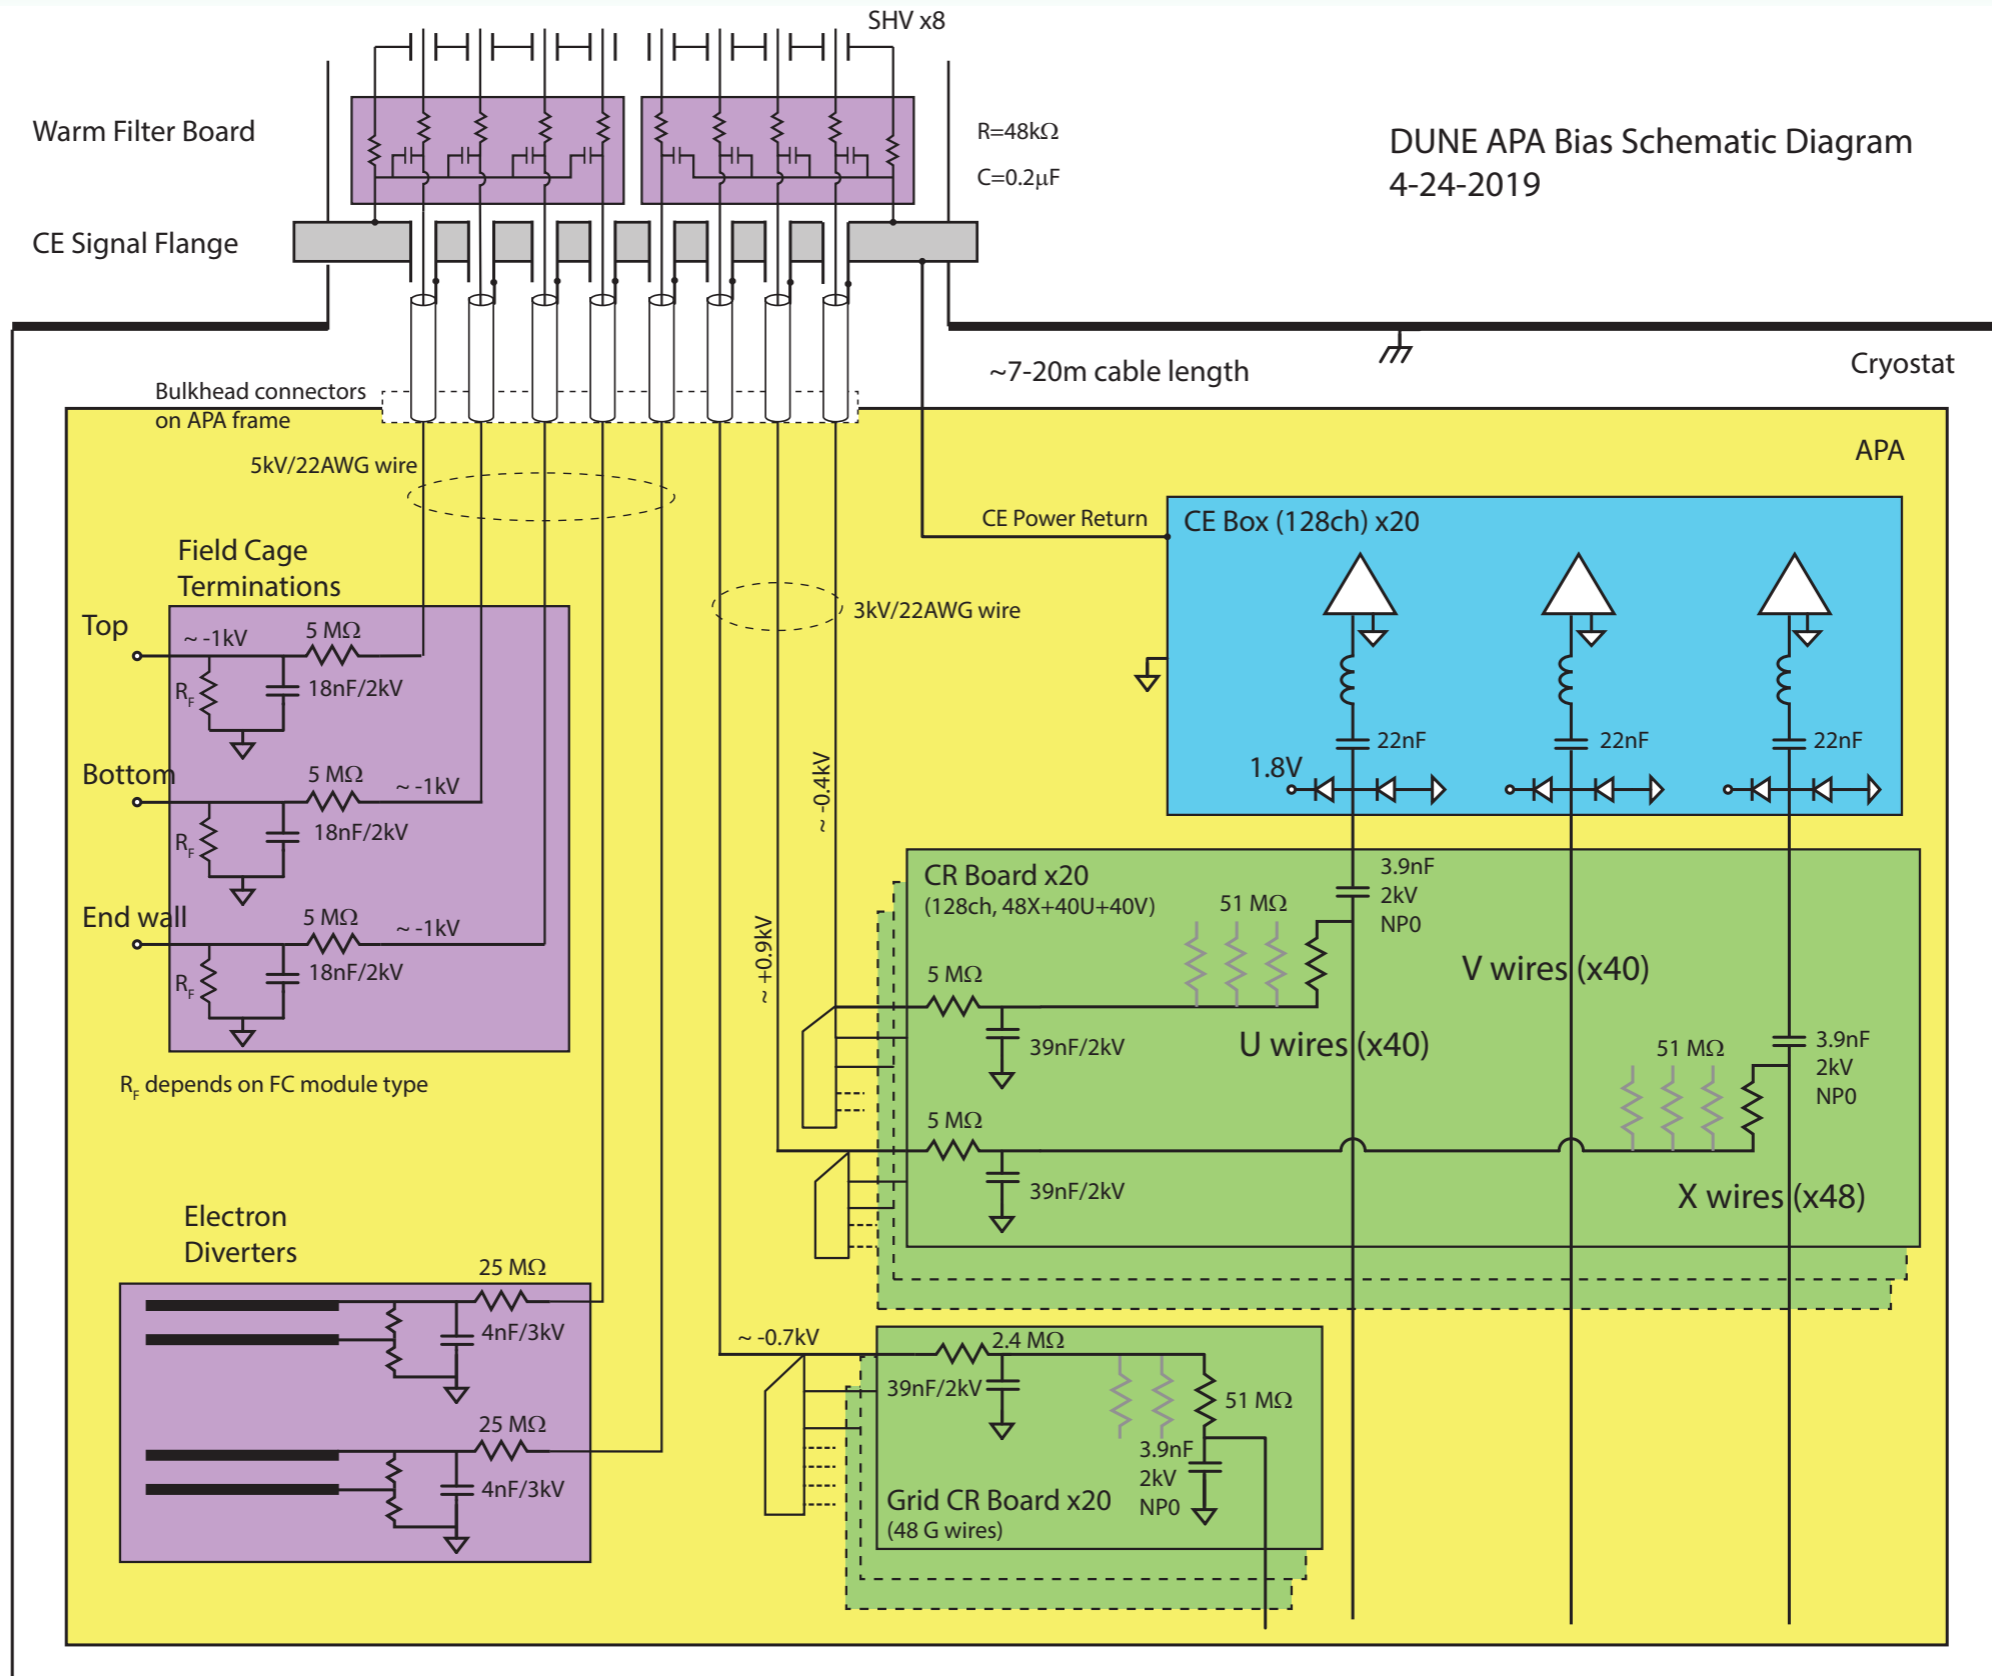 SHV x8
Warm Filter Board
R=48kΩ
C=0.2μF
DUNE APA Bias Schematic Diagram
4-24-2019
CE Signal Flange
~7-20m cable length
Cryostat
Bulkhead connectors
on APA frame
APA
5kV/22AWG wire
CE Power Return
CE Box (128ch) x20
Field Cage
Terminations
3kV/22AWG wire
Top
~ -1kV
5 MΩ
RF
18nF/2kV
22nF
22nF
22nF
1.8V
Bottom
5 MΩ
~ -1kV
RF
18nF/2kV
~ -0.4kV
End wall
5 MΩ
~ -1kV
RF
18nF/2kV
~ +0.9kV
CR Board x20
(128ch, 48X+40U+40V)
51 MΩ
3.9nF
2kV
NP0
V wires (x40)
5 MΩ
39nF/2kV
U wires (x40)
51 MΩ
3.9nF
2kV
NP0
RF depends on FC module type
5 MΩ
39nF/2kV
X wires (x48)
Electron
Diverters
25 MΩ
4nF/3kV
25 MΩ
4nF/3kV
~ -0.7kV
2.4 MΩ
39nF/2kV
51 MΩ
3.9nF
2kV
NP0
Grid CR Board x20
(48 G wires)